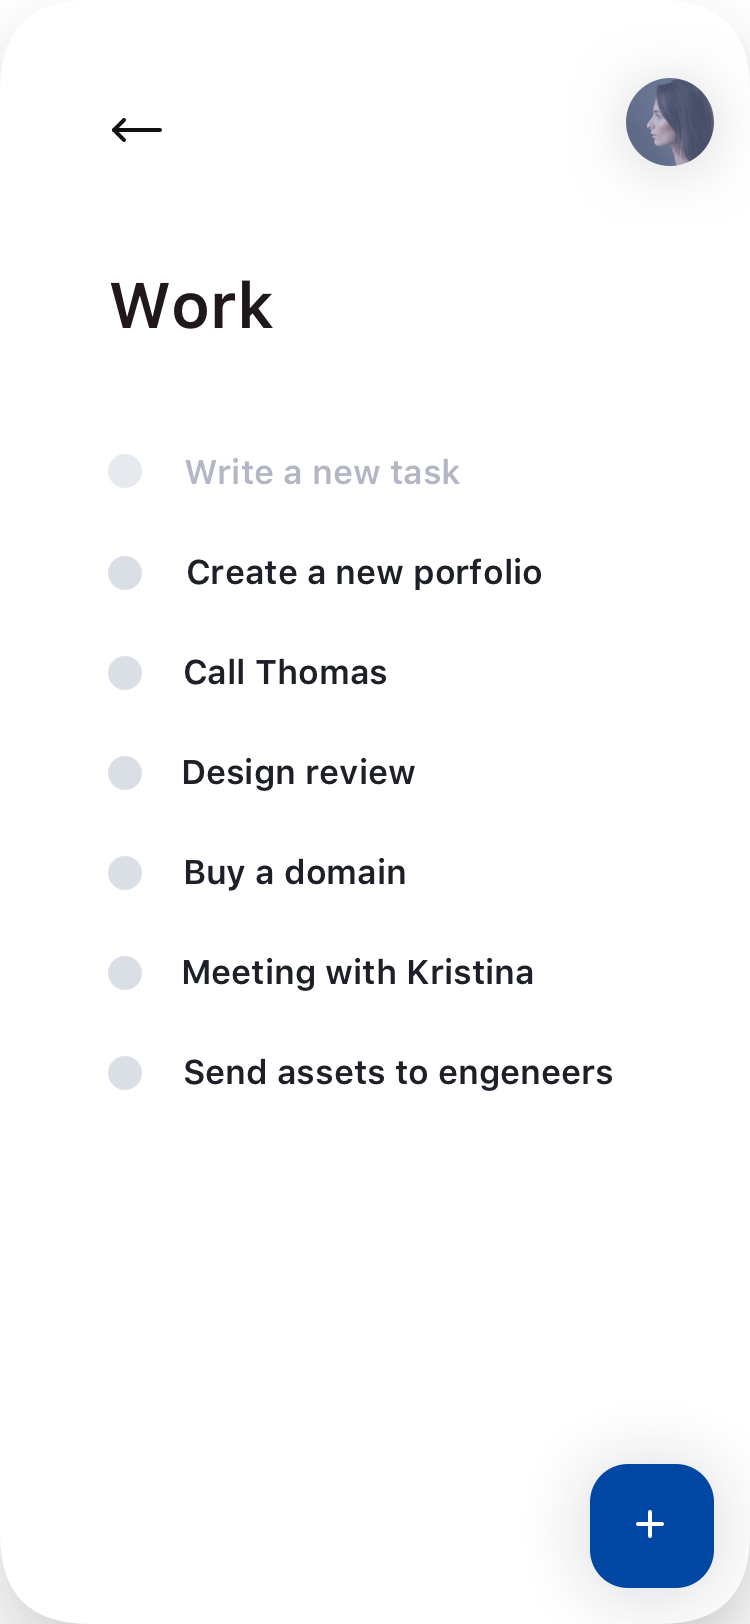 Work
Write a new task
Create a new porfolio
Call Thomas
Design review
Buy a domain
Meeting with Kristina
Send assets to engeneers